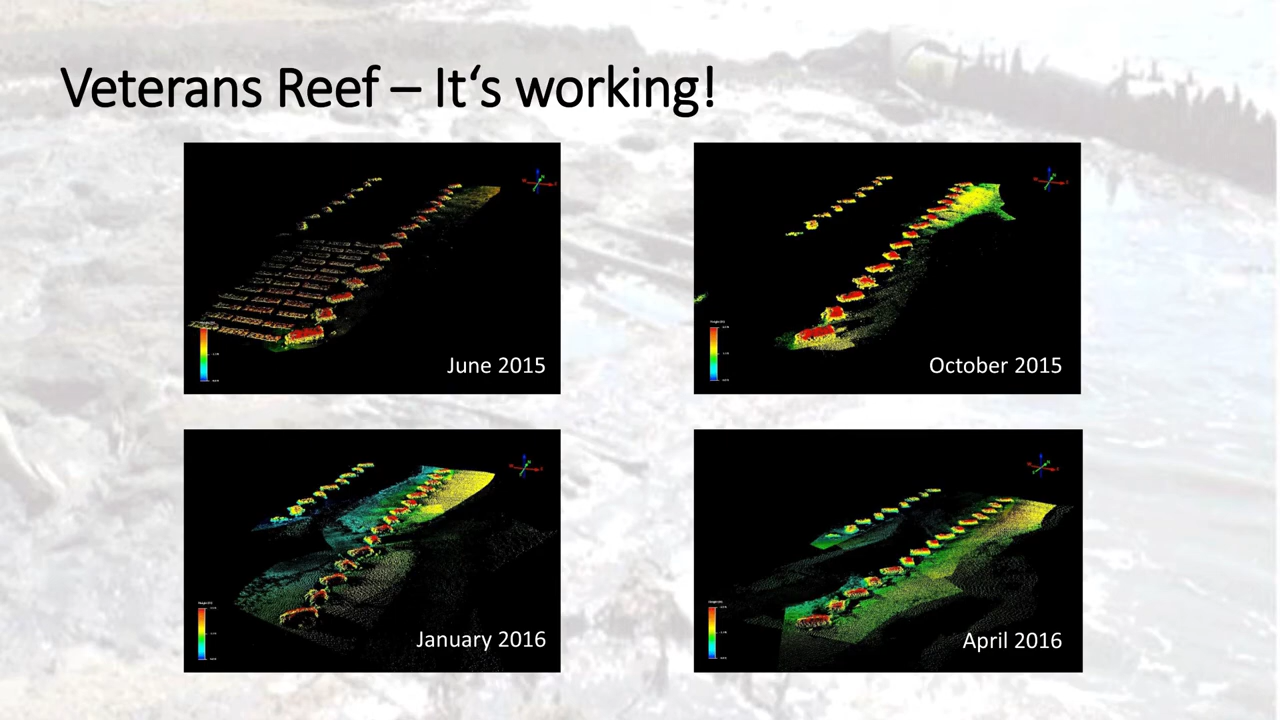 Veterans Reef – It‘s working!
June 2015
October 2015
January 2016
April 2016